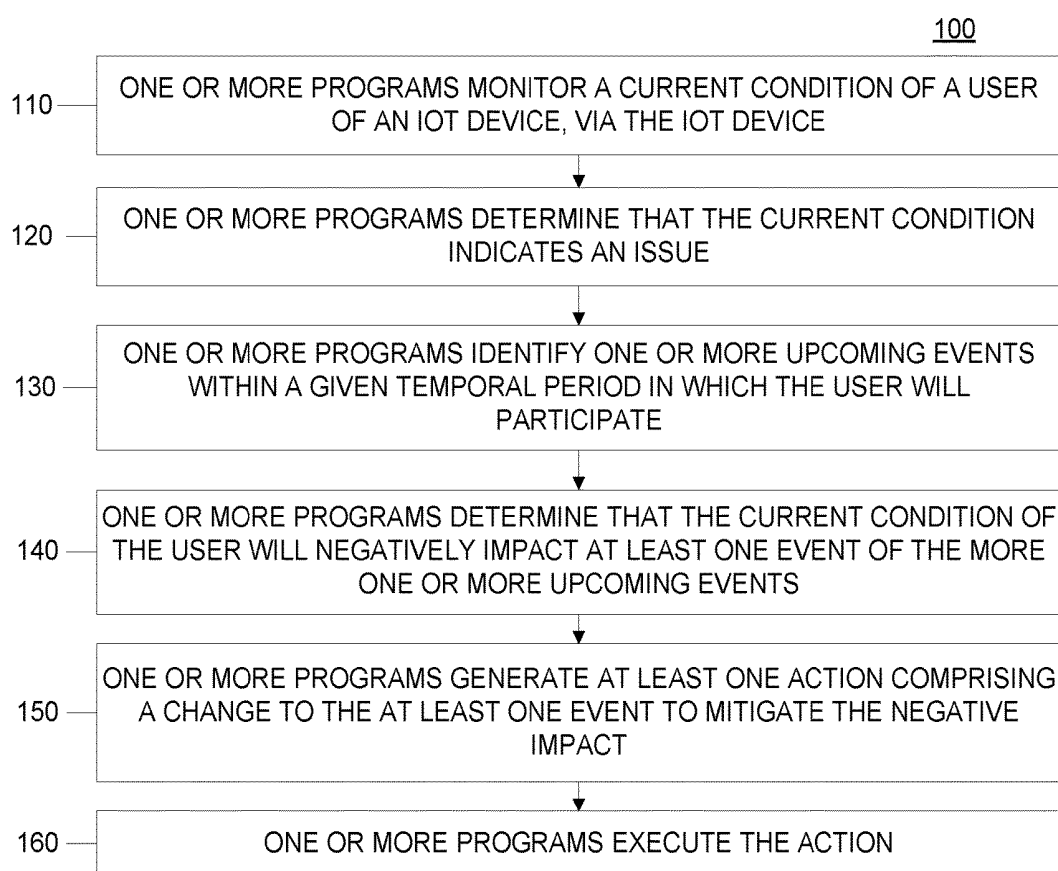 100
110
ONE OR MORE PROGRAMS MONITOR A CURRENT CONDITION OF A USER
OF AN IOT DEVICE, VIA THE IOT DEVICE
120
ONE OR MORE PROGRAMS DETERMINE THAT THE CURRENT CONDITION
INDICATES AN ISSUE
130
ONE OR MORE PROGRAMS IDENTIFY ONE OR MORE UPCOMING EVENTS
WITHIN A GIVEN TEMPORAL PERIOD IN WHICH THE USER WILL
PARTICIPATE
140
ONE OR MORE PROGRAMS DETERMINE THAT THE CURRENT CONDITION OF
THE USER WILL NEGATIVELY IMPACT AT LEAST ONE EVENT OF THE MORE
ONE OR MORE UPCOMING EVENTS
150
ONE OR MORE PROGRAMS GENERATE AT LEAST ONE ACTION COMPRISING
A CHANGE TO THE AT LEAST ONE EVENT TO MITIGATE THE NEGATIVE
IMPACT
160
ONE OR MORE PROGRAMS EXECUTE THE ACTION